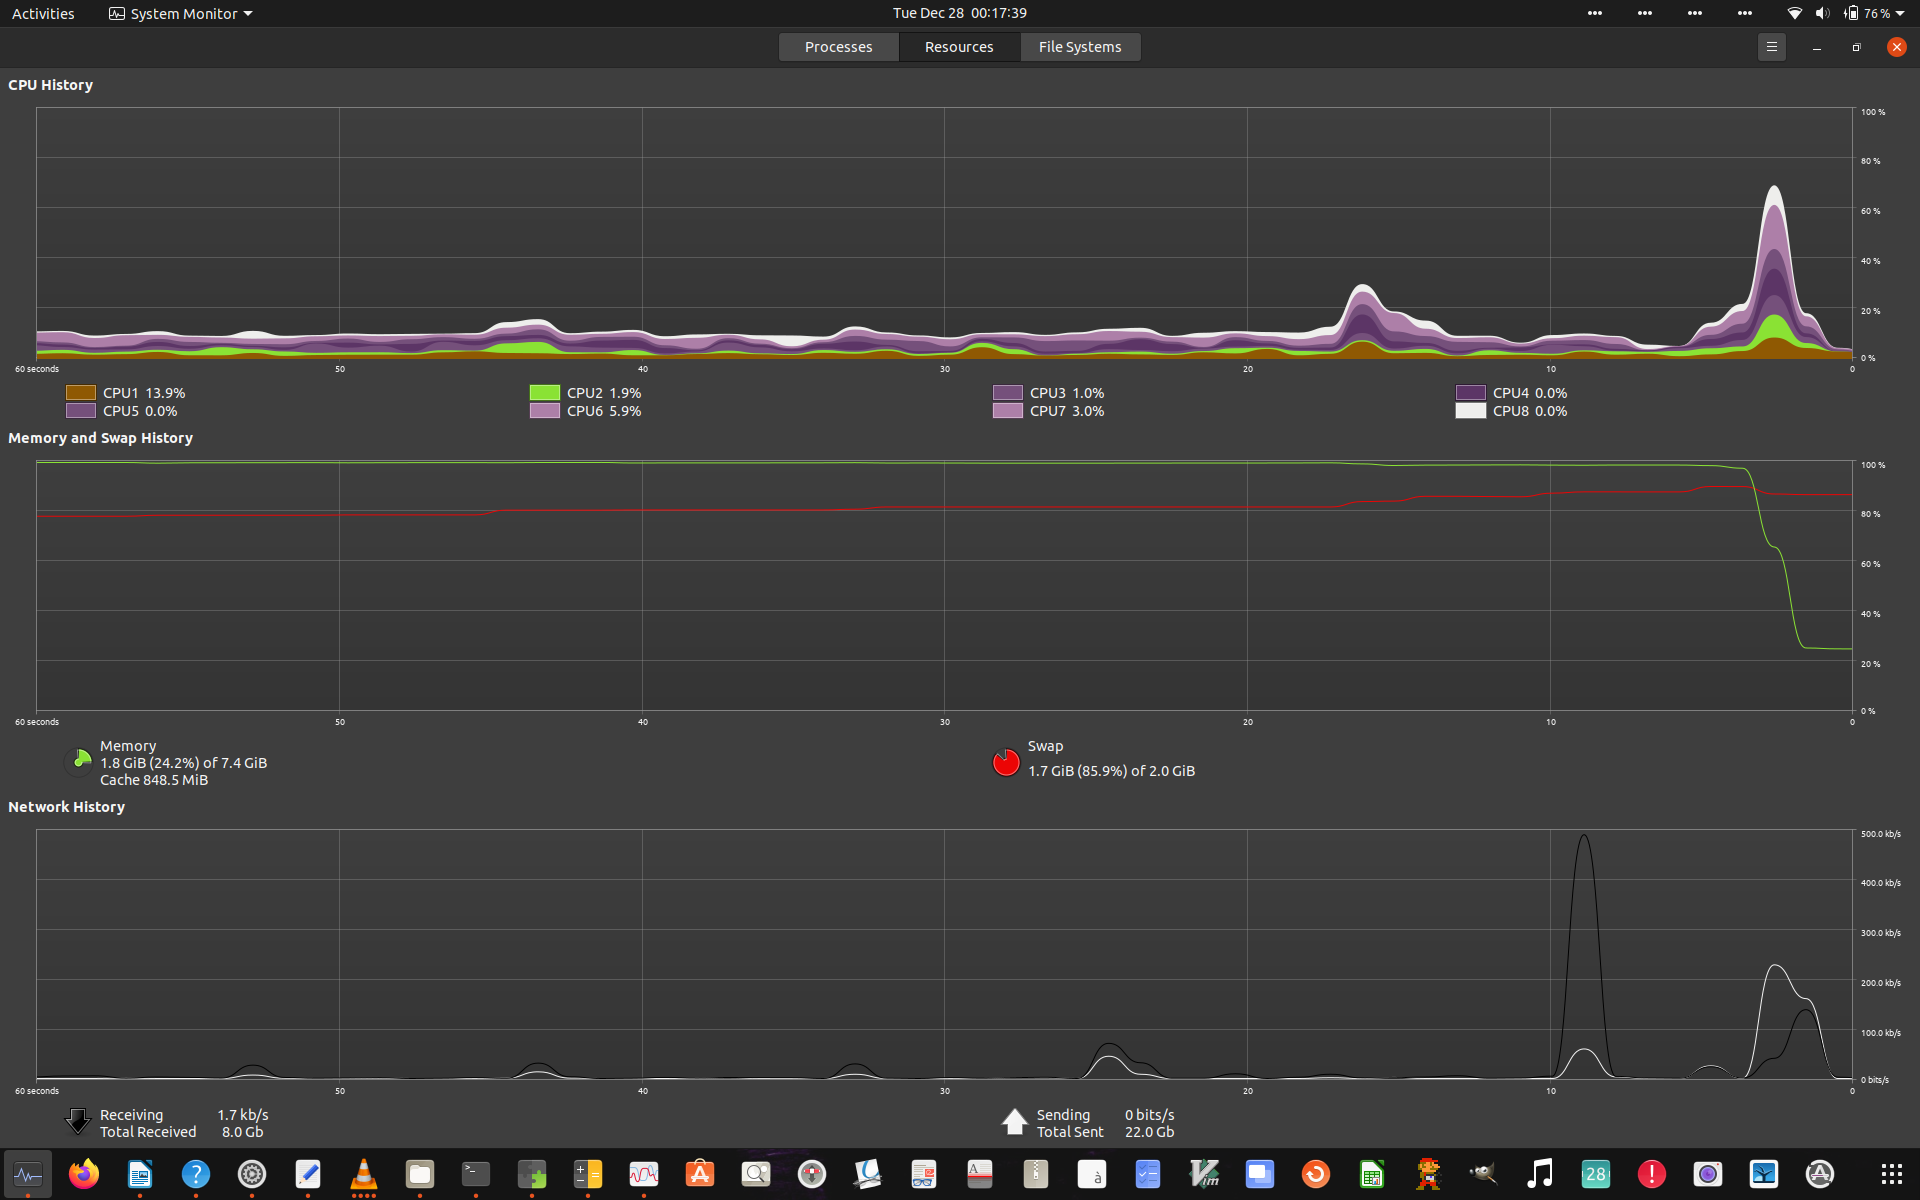 Activities System Monitor Tue Dec 28 00:17:39 76 %
Processes Resources File Systems
CPU History
100 %
80 %
60 %
40 %
20 %
0 %
60 seconds 50 40 30 20 10 0
CPU1 13.9% CPU2 1.9% CPU3 1.0% CPU4 0.0%
CPU5 0.0% CPU6 5.9% CPU7 3.0% CPU8 0.0%
Memory and Swap History
100 %
80 %
60 %
40 %
20 %
0 %
60 seconds 50 40 30 20 10 0
Memory
1.8 GiB (24.2%) of 7.4 GiB
Cache 848.5 MiB
Swap
1.7 GiB (85.9%) of 2.0 GiB
Network History
500.0 kb/s
400.0 kb/s
300.0 kb/s
200.0 kb/s
100.0 kb/s
0 bits/s
60 seconds 50 40 30 20 10 0
Receiving 1.7 kb/s
Total Received 8.0 Gb
Sending 0 bits/s
Total Sent 22.0 Gb
? >_ A A à Vim 28 !